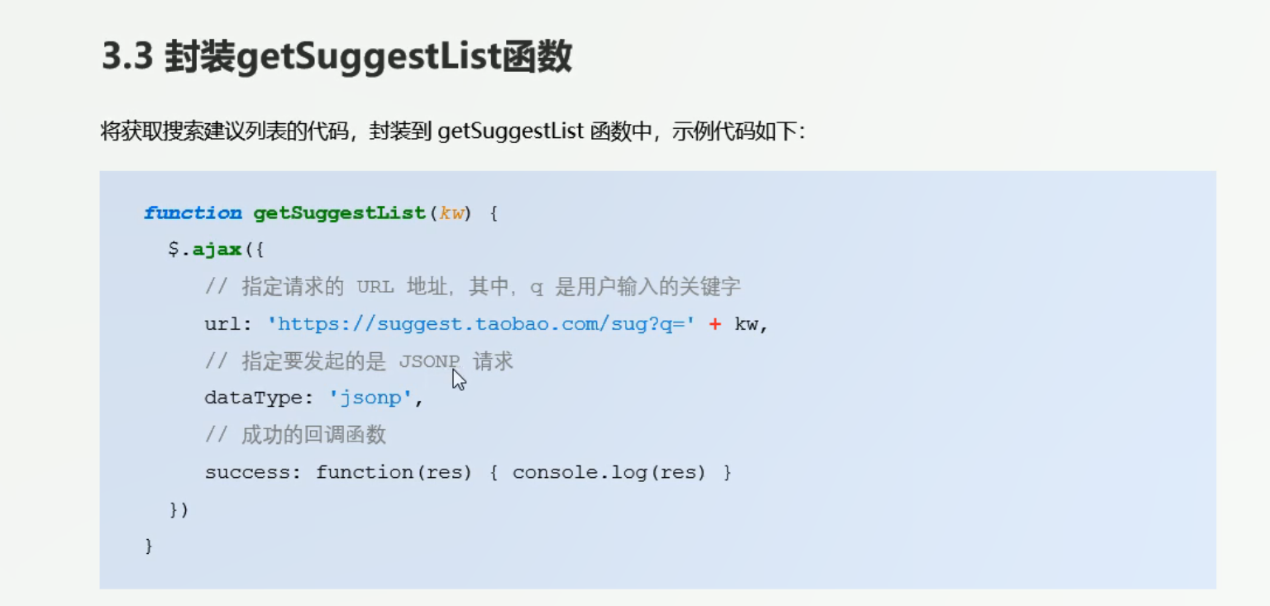 3.3 封装getSuggestList函数
将获取搜索建议列表的代码，封装到 getSuggestList 函数中，示例代码如下：
function getSuggestList(kw) {
$.ajax({
// 指定请求的 URL 地址，其中，q 是用户输入的关键字
url: 'https://suggest.taobao.com/sug?q=' + kw,
// 指定要发起的是 JSONP 请求
dataType: 'jsonp',
// 成功的回调函数
success: function(res) { console.log(res) }
})
}